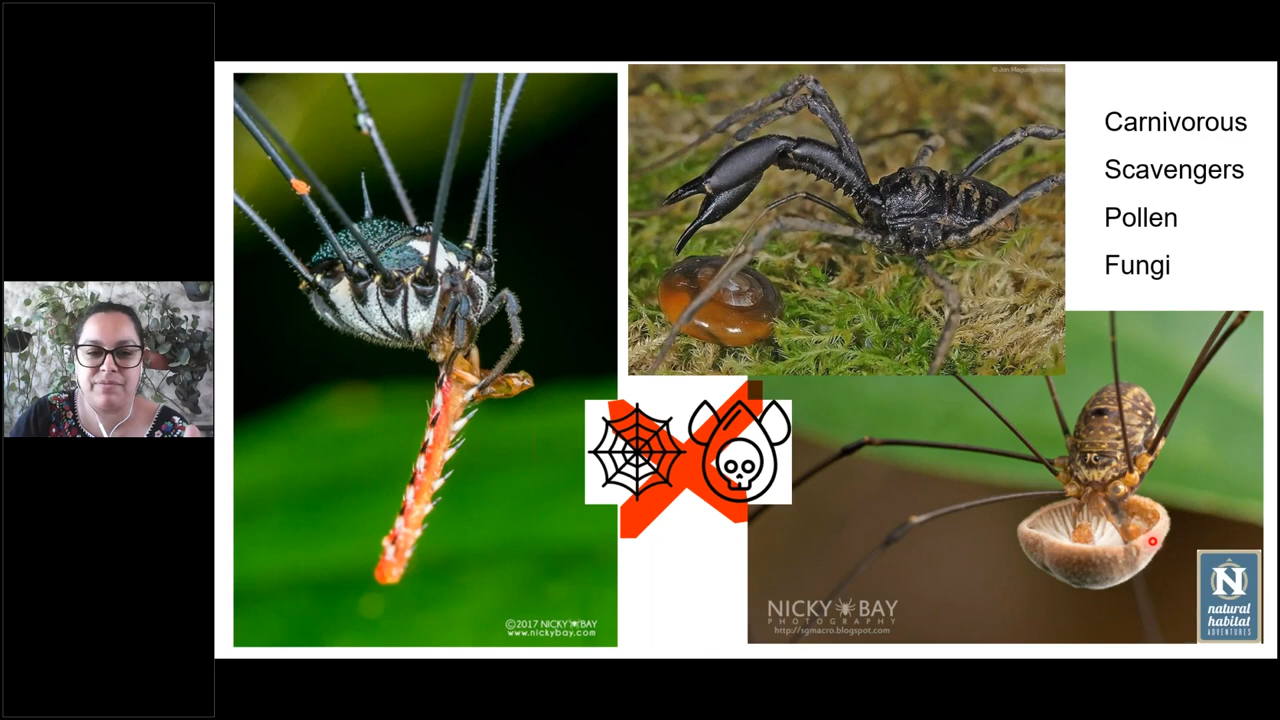 Carnivorous
Scavengers
Pollen
Fungi
©2017 NICKY BAY
www.nickybay.com
NICKY BAY
PHOTOGRAPHY
http://sgmacro.blogspot.com
N
natural
habitat
ADVENTURES